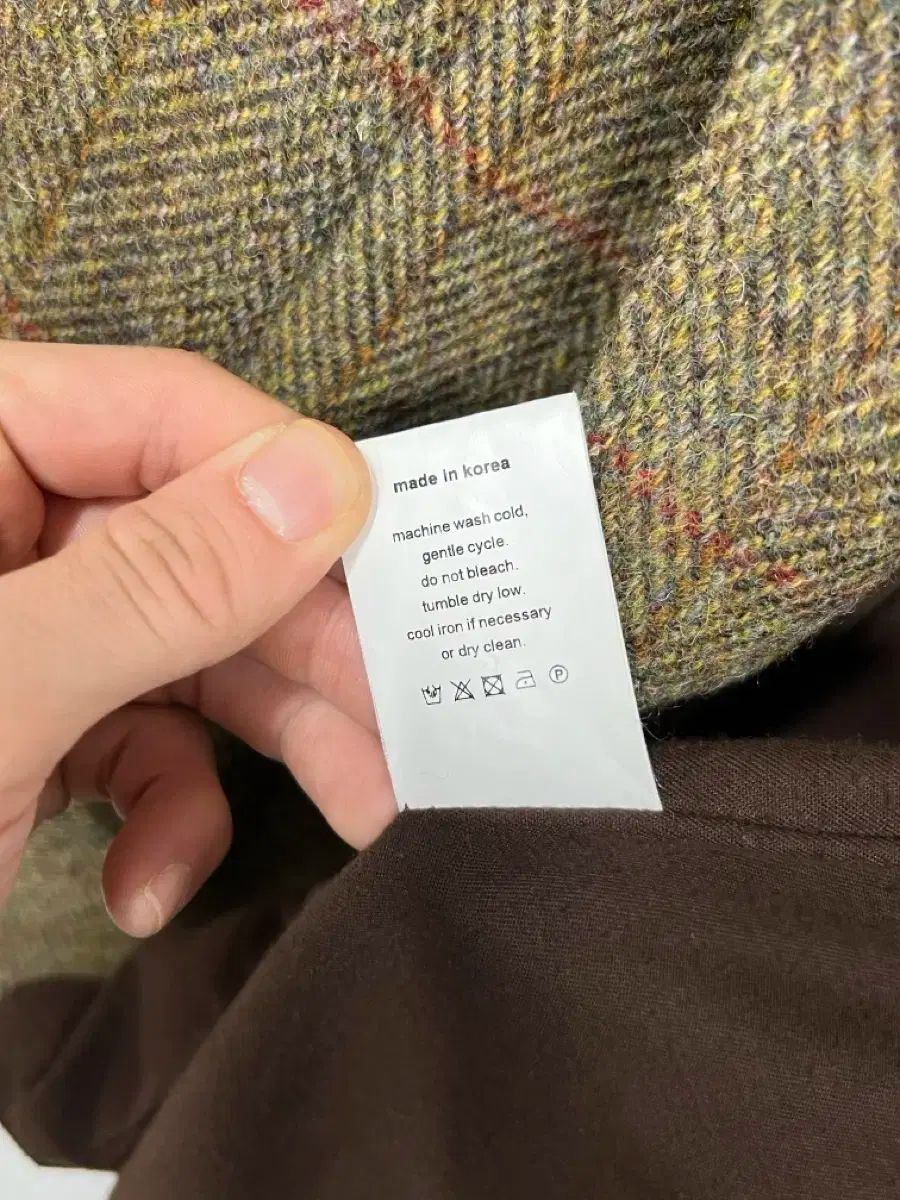 made in korea
machine wash cold,
gentle cycle.
do not bleach.
tumble dry low.
cool iron if necessary
or dry clean.
P